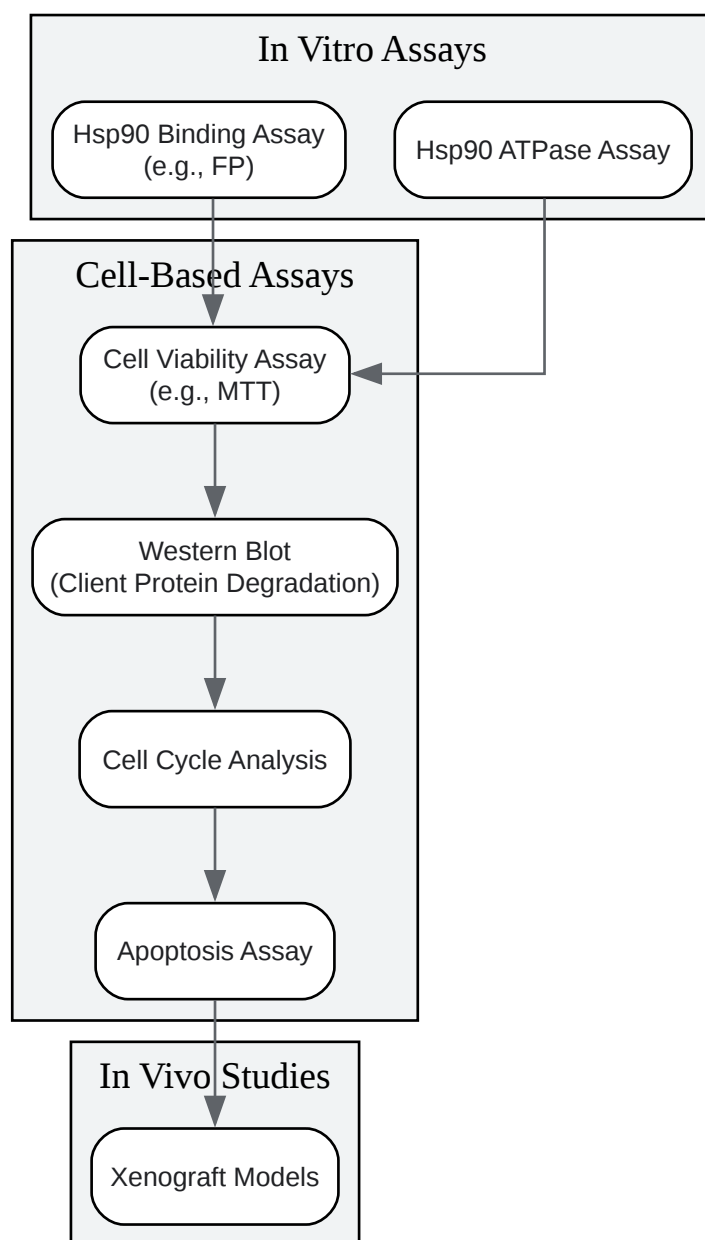 In Vitro Assays
Hsp90 Binding Assay
(e.g., FP)
Hsp90 ATPase Assay
Cell-Based Assays
Cell Viability Assay
(e.g., MTT)
Western Blot
(Client Protein Degradation)
Cell Cycle Analysis
Apoptosis Assay
In Vivo Studies
Xenograft Models